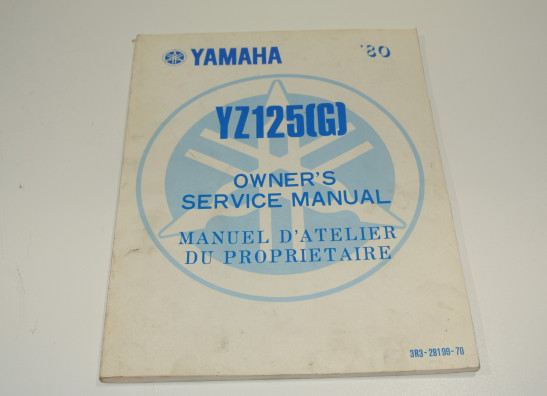 YAMAHA '80
YZ125(G)
OWNER'S
SERVICE MANUAL
MANUEL D'ATELIER
DU PROPRIETAIRE
3R3-28199-70